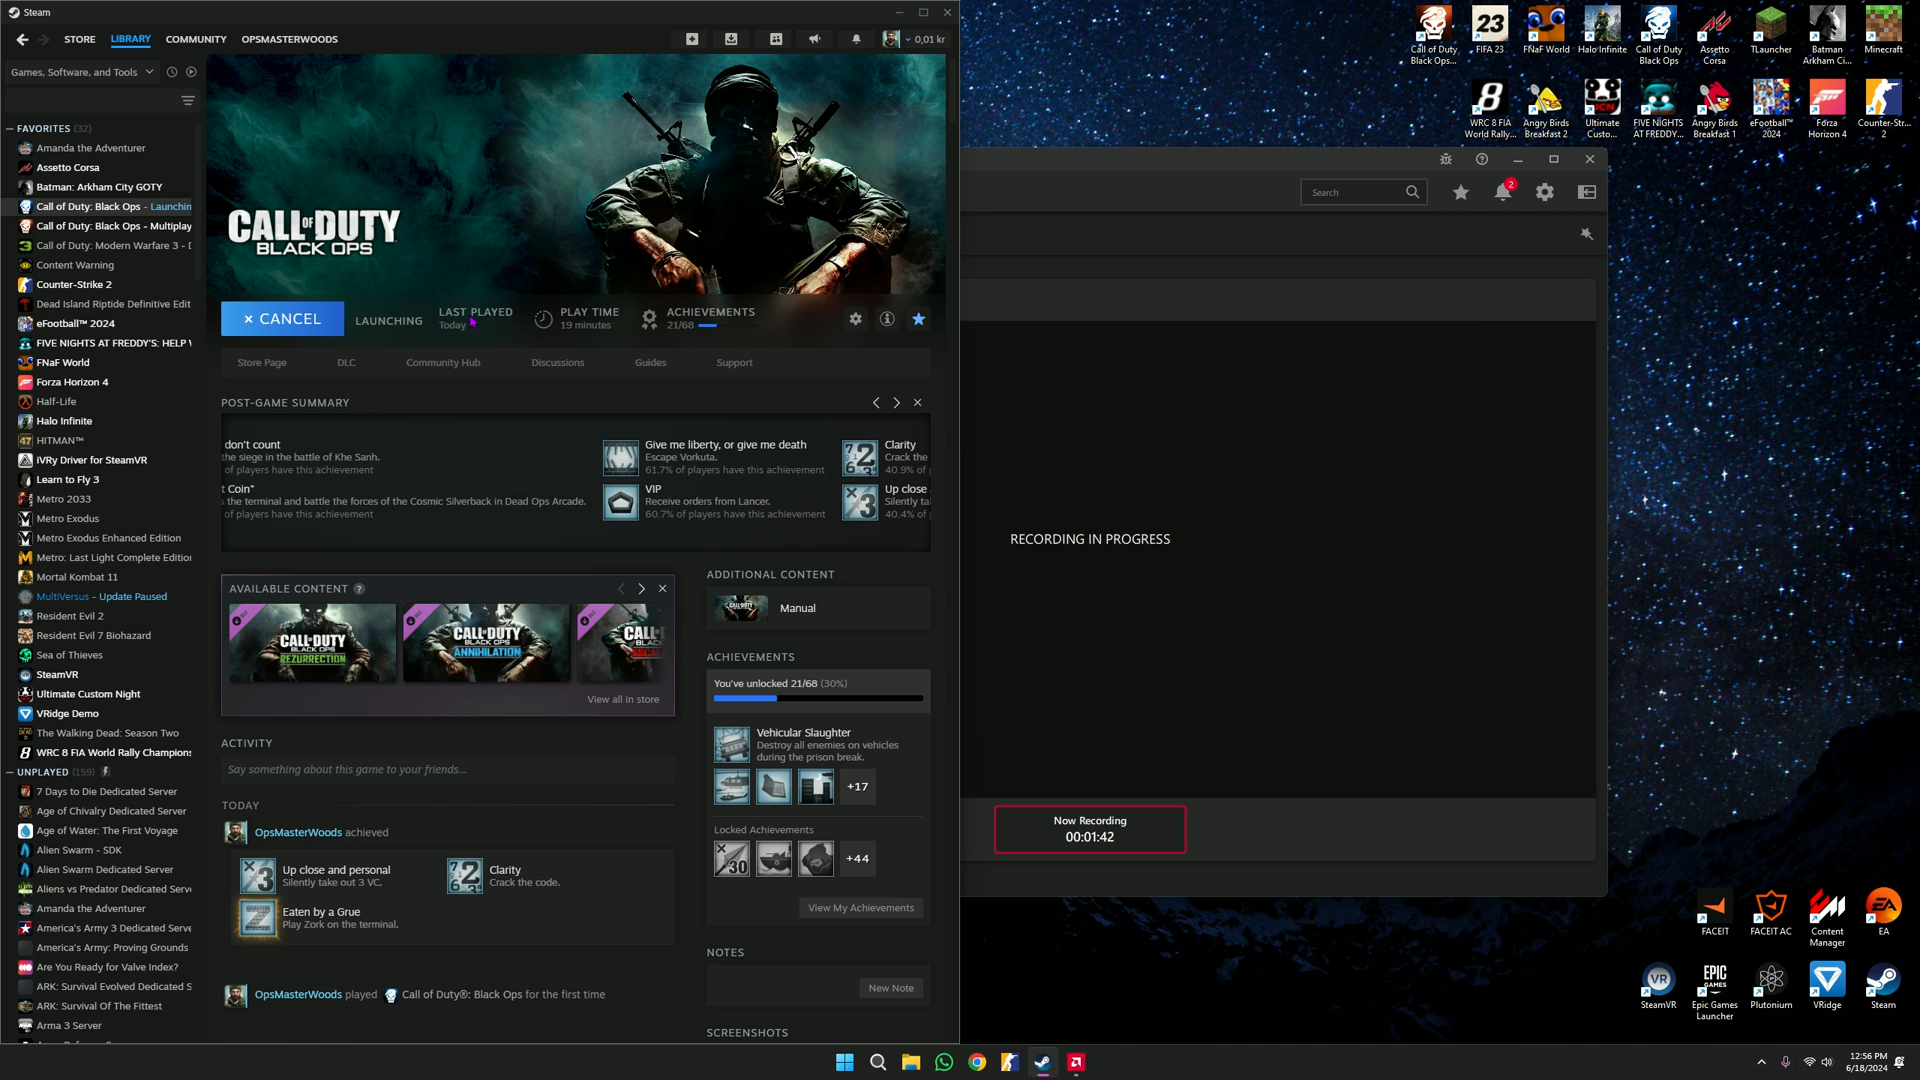 Steam
STORE
LIBRARY
COMMUNITY
OPSMASTERWOODS
0,01 kr
Games, Software, and Tools
FAVORITES (32)
Amanda the Adventurer
Assetto Corsa
Batman: Arkham City GOTY
Call of Duty: Black Ops - Launchin
Call of Duty: Black Ops - Multiplay
Call of Duty: Modern Warfare 3 - D
Content Warning
Counter-Strike 2
Dead Island Riptide Definitive Edit
eFootball™ 2024
FIVE NIGHTS AT FREDDY'S: HELP W
FNaF World
Forza Horizon 4
Half-Life
Halo Infinite
HITMAN™
iVRy Driver for SteamVR
Learn to Fly 3
Metro 2033
Metro Exodus
Metro Exodus Enhanced Edition
Metro: Last Light Complete Edition
Mortal Kombat 11
MultiVersus - Update Paused
Resident Evil 2
Resident Evil 7 Biohazard
Sea of Thieves
SteamVR
Ultimate Custom Night
VRidge Demo
The Walking Dead: Season Two
WRC 8 FIA World Rally Champions
UNPLAYED (159)
7 Days to Die Dedicated Server
Age of Chivalry Dedicated Server
Age of Water: The First Voyage
Alien Swarm - SDK
Alien Swarm Dedicated Server
Aliens vs Predator Dedicated Serve
Amanda the Adventurer
America's Army 3 Dedicated Serve
America's Army: Proving Grounds
Are You Ready for Valve Index?
ARK: Survival Evolved Dedicated S
ARK: Survival Of The Fittest
Arma 3 Server
CALL OF DUTY
BLACK OPS
× CANCEL
LAUNCHING
LAST PLAYED
Today
PLAY TIME
19 minutes
ACHIEVEMENTS
21/68
Store Page
DLC
Community Hub
Discussions
Guides
Support
POST-GAME SUMMARY
don't count
the siege in the battle of Khe Sanh.
of players have this achievement
t Coin"
s the terminal and battle the forces of the Cosmic Silverback in Dead Ops Arcade.
of players have this achievement
Give me liberty, or give me death
Escape Vorkuta.
61.7% of players have this achievement
VIP
Receive orders from Lancer.
60.7% of players have this achievement
Clarity
Crack the
40.9% of p
Up close
Silently ta
40.4% of p
AVAILABLE CONTENT ?
CALL OF DUTY
BLACK OPS
REZURRECTION
CALL OF DUTY
BLACK OPS
ANNIHILATION
View all in store
ADDITIONAL CONTENT
Manual
ACHIEVEMENTS
You've unlocked 21/68 (30%)
Vehicular Slaughter
Destroy all enemies on vehicles
during the prison break.
+17
Locked Achievements
+44
View My Achievements
NOTES
New Note
SCREENSHOTS
ACTIVITY
Say something about this game to your friends...
TODAY
OpsMasterWoods achieved
Up close and personal
Silently take out 3 VC.
Clarity
Crack the code.
Eaten by a Grue
Play Zork on the terminal.
OpsMasterWoods played Call of Duty®: Black Ops for the first time
Search
2
RECORDING IN PROGRESS
Now Recording
00:01:42
Call of Duty
Black Ops...
FIFA 23
FNaF World
Halo Infinite
Call of Duty
Black Ops
Assetto
Corsa
TLauncher
Batman
Arkham Ci...
Minecraft
WRC 8 FIA
World Rally...
Angry Birds
Breakfast 2
Ultimate
Custo...
FIVE NIGHTS
AT FREDDY...
Angry Birds
Breakfast 1
eFootball™
2024
Forza
Horizon 4
Counter-Str...
2
FACEIT
FACEIT AC
Content
Manager
EA
SteamVR
Epic Games
Launcher
Plutonium
VRidge
Steam
12:56 PM
6/18/2024